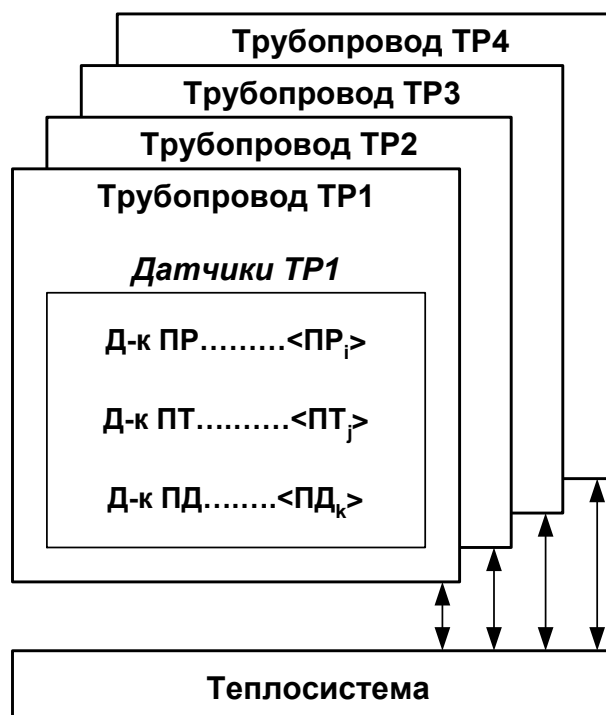 Трубопровод ТР4
Трубопровод ТР3
Трубопровод ТР2
Трубопровод ТР1
Датчики ТР1
Д-к ПР.........<ПРi>
Д-к ПТ..........<ПТj>
Д-к ПД.........<ПДk>
Теплосистема